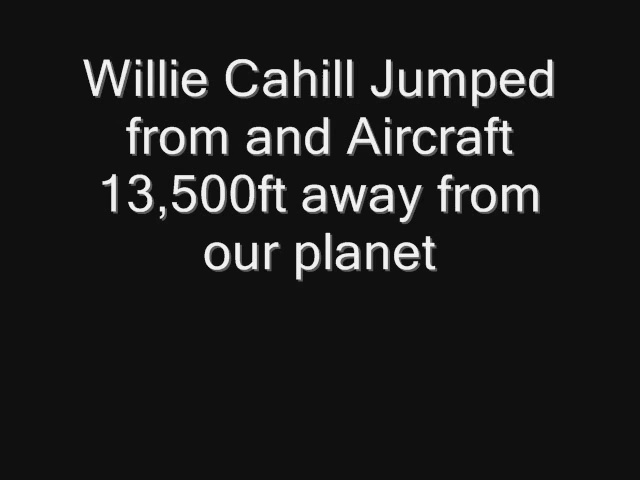 Willie Cahill Jumped
from and Aircraft
13,500ft away from
our planet